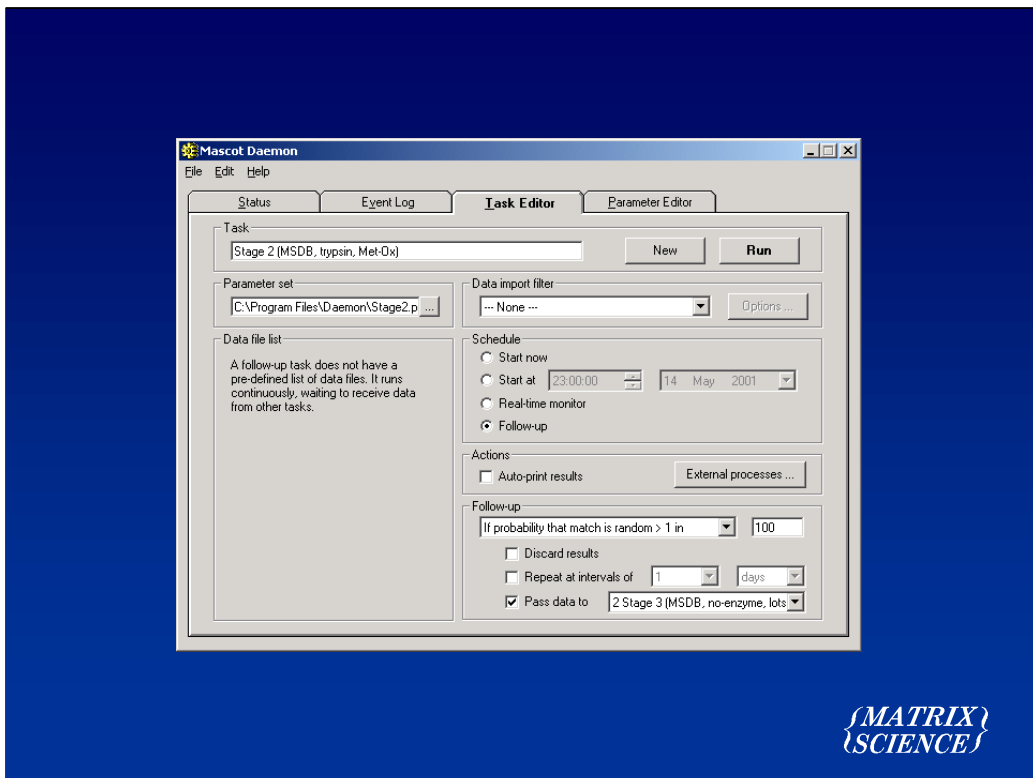 Mascot Daemon
File Edit Help
Status Event Log Task Editor Parameter Editor
Task
Stage 2 (MSDB, trypsin, Met-Ox)
New Run
Parameter set
C:\Program Files\Daemon\Stage2.p ...
Data import filter
--- None --- Options ...
Data file list
A follow-up task does not have a
pre-defined list of data files. It runs
continuously, waiting to receive data
from other tasks.
Schedule
Start now
Start at 23:00:00 14 May 2001
Real-time monitor
Follow-up
Actions
Auto-print results External processes ...
Follow-up
If probability that match is random > 1 in 100
Discard results
Repeat at intervals of 1 days
Pass data to 2 Stage 3 (MSDB, no-enzyme, lots
{MATRIX}
{SCIENCE}